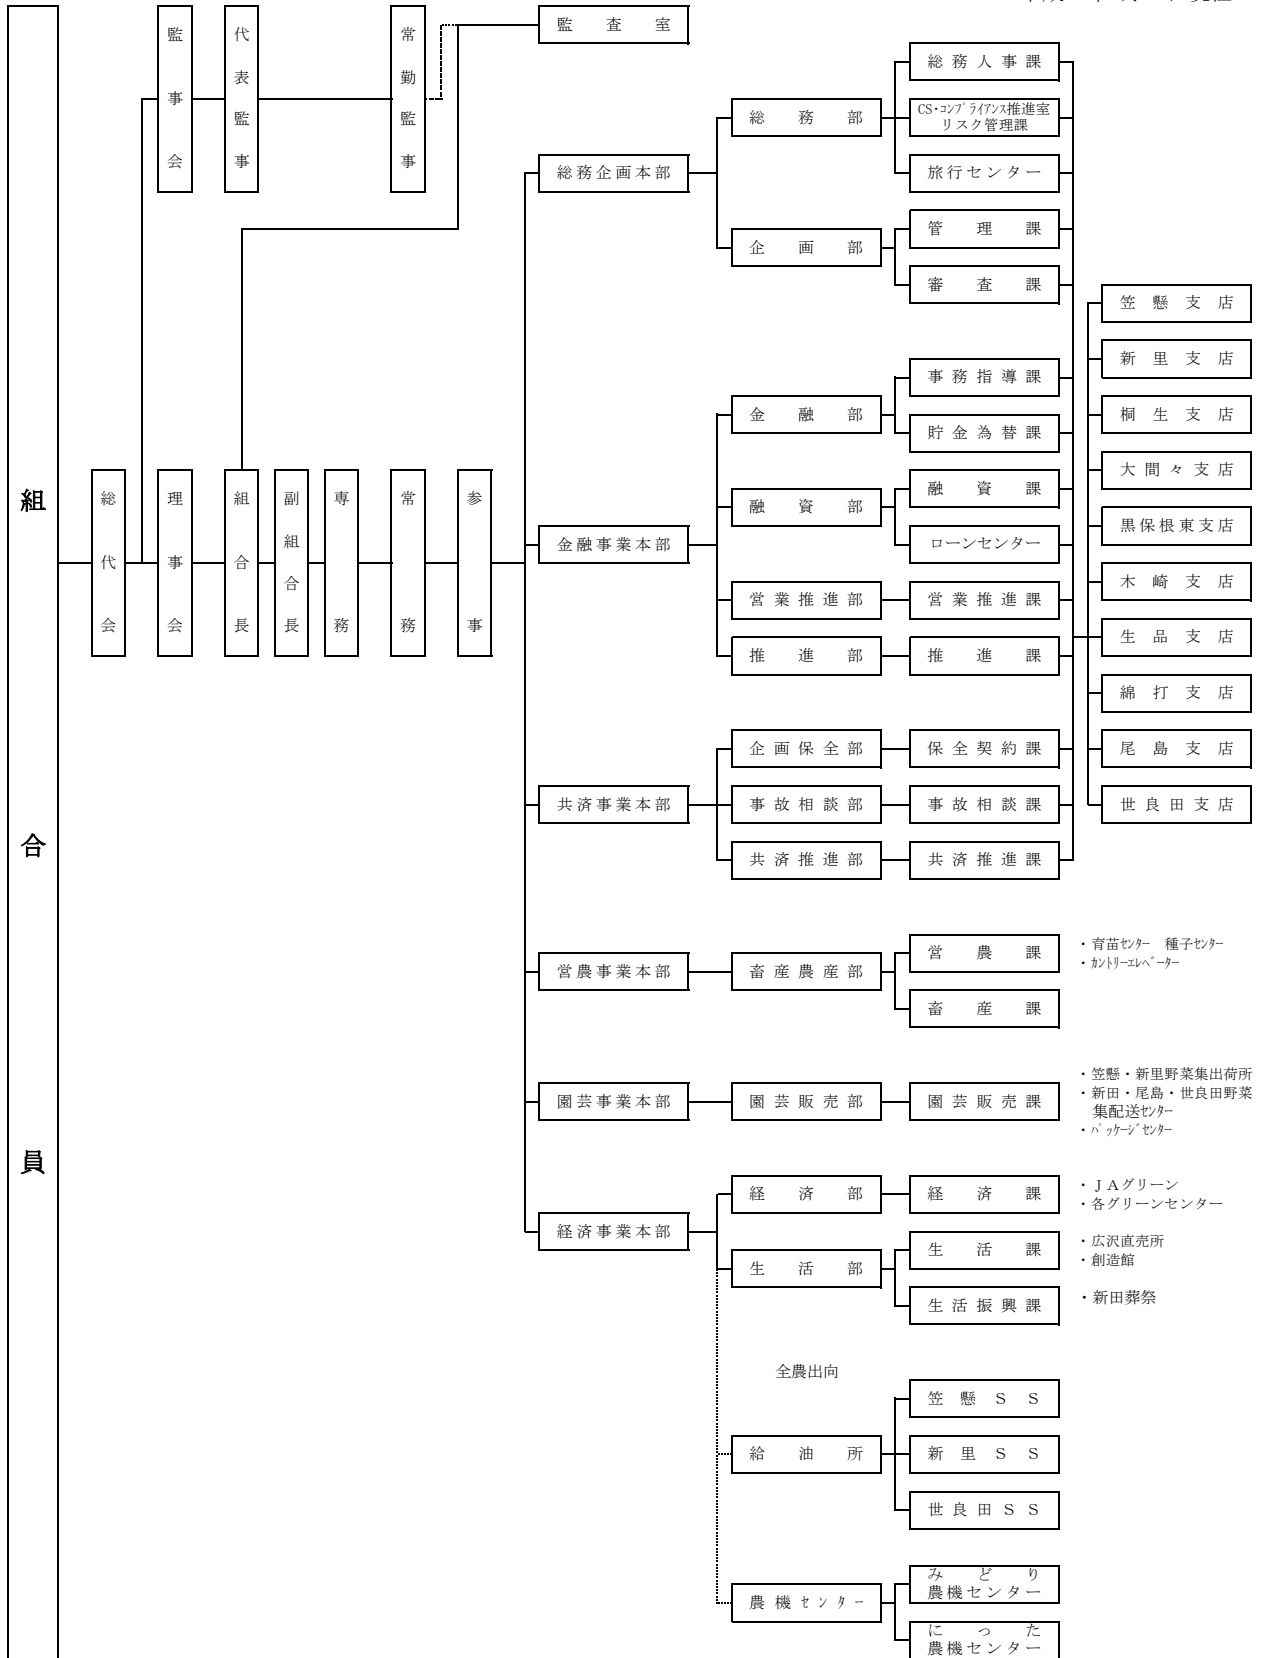 監査室
監事会
代表監事
常勤監事
総務人事課
総務部
CS・ｺﾝﾌﾟﾗｲｱﾝｽ推進室
リスク管理課
総務企画本部
旅行センター
管理課
企画部
審査課
笠懸支店
新里支店
事務指導課
金融部
桐生支店
貯金為替課
大間々支店
組合員
総代会
理事会
組合長
副組合長
専務
常務
参事
融資課
融資部
黒保根東支店
金融事業本部
ローンセンター
木崎支店
営業推進部
営業推進課
生品支店
推進部
推進課
綿打支店
企画保全部
保全契約課
尾島支店
共済事業本部
事故相談部
事故相談課
世良田支店
共済推進部
共済推進課
営農課
・育苗ｾﾝﾀｰ　種子ｾﾝﾀｰ
・ｶﾝﾄﾘｰｴﾚﾍﾞｰﾀｰ
営農事業本部
畜産農産部
畜産課
園芸事業本部
園芸販売部
園芸販売課
・笠懸・新里野菜集出荷所
・新田・尾島・世良田野菜
集配送ｾﾝﾀｰ
・ﾊﾟｯｹｰｼﾞｾﾝﾀｰ
経済部
経済課
・ＪＡグリーン
・各グリーンセンター
経済事業本部
生活課
・広沢直売所
・創造館
生活部
生活振興課
・新田葬祭
全農出向
笠懸ＳＳ
給油所
新里ＳＳ
世良田ＳＳ
みどり
農機センター
農機ｾﾝﾀｰ
にった
農機センター